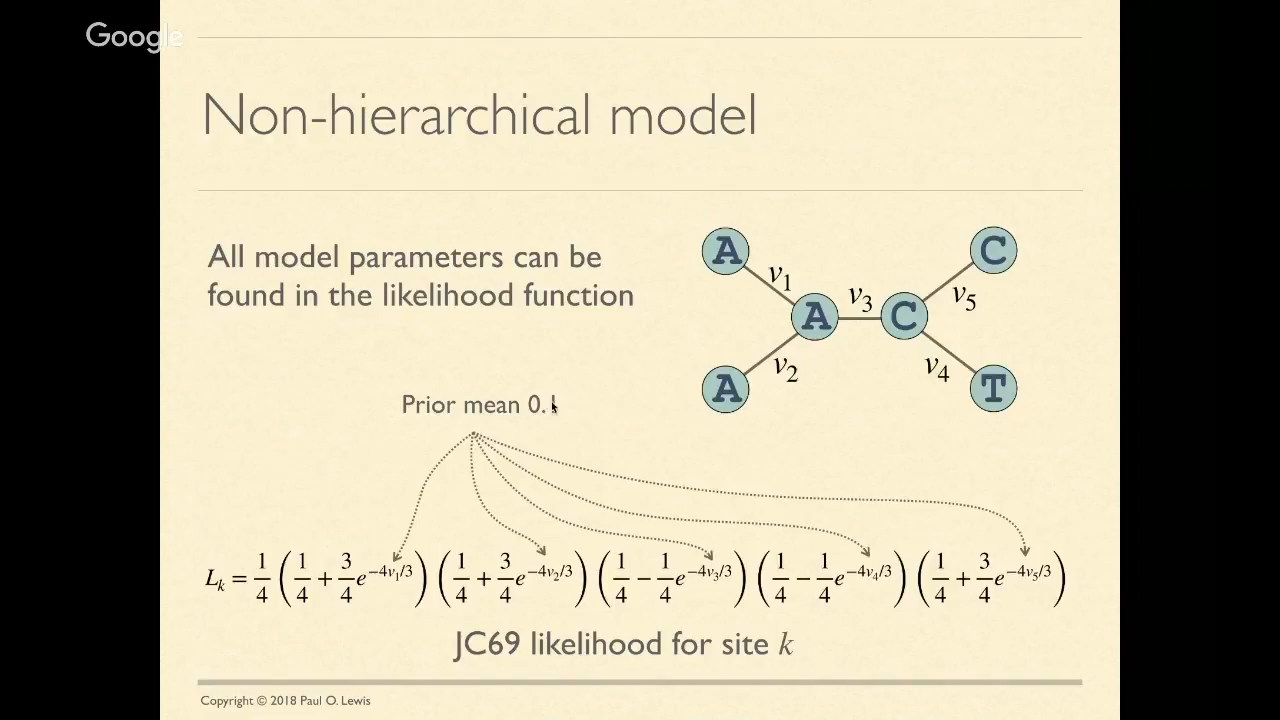 Google
Non-hierarchical model
All model parameters can be
found in the likelihood function
A
C
v₁
v₃
v₅
A
C
v₂
v₄
A
T
Prior mean 0.1
L_k = 1/4 (1/4 + 3/4 e^{−4v₁/3}) (1/4 + 3/4 e^{−4v₂/3}) (1/4 − 1/4 e^{−4v₃/3}) (1/4 − 1/4 e^{−4v₄/3}) (1/4 + 3/4 e^{−4v₅/3})
JC69 likelihood for site k
Copyright © 2018 Paul O. Lewis